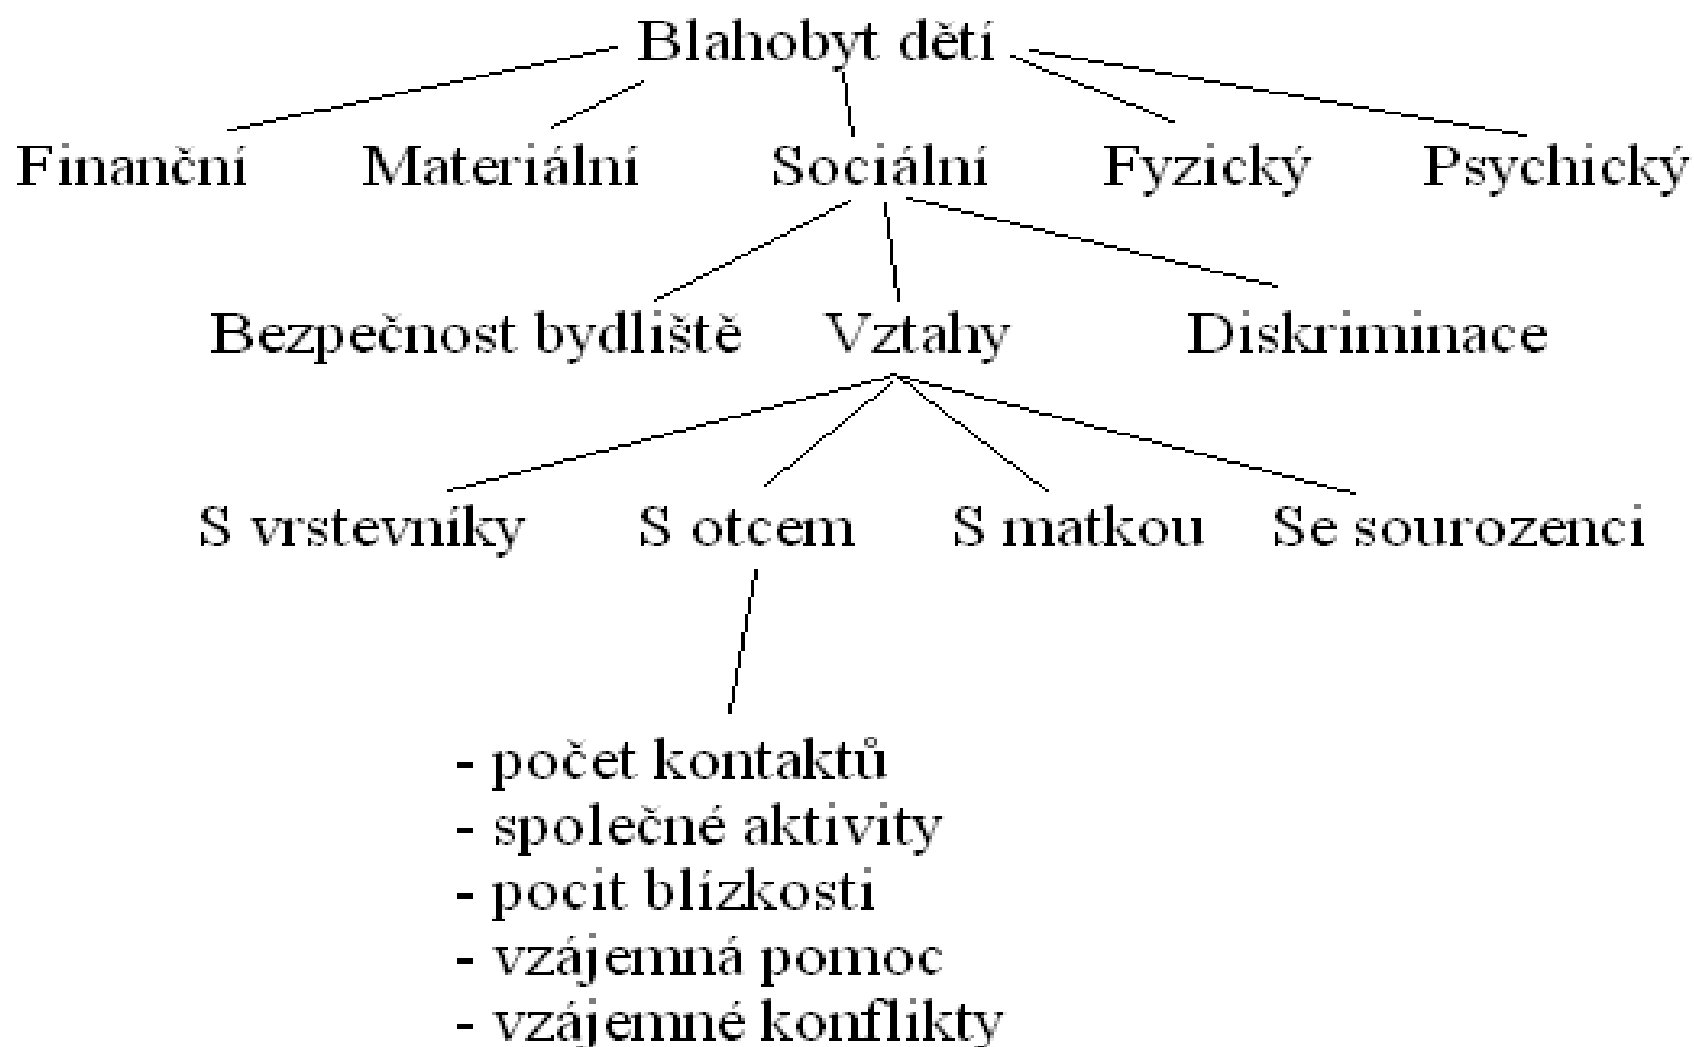 Blahobyt dětí
Finanční Materiální Sociální Fyzický Psychický
Bezpečnost bydliště Vztahy Diskriminace
S vrstevníky S otcem S matkou Se sourozenci
- počet kontaktů
- společné aktivity
- pocit blízkosti
- vzájemná pomoc
- vzájemné konflikty